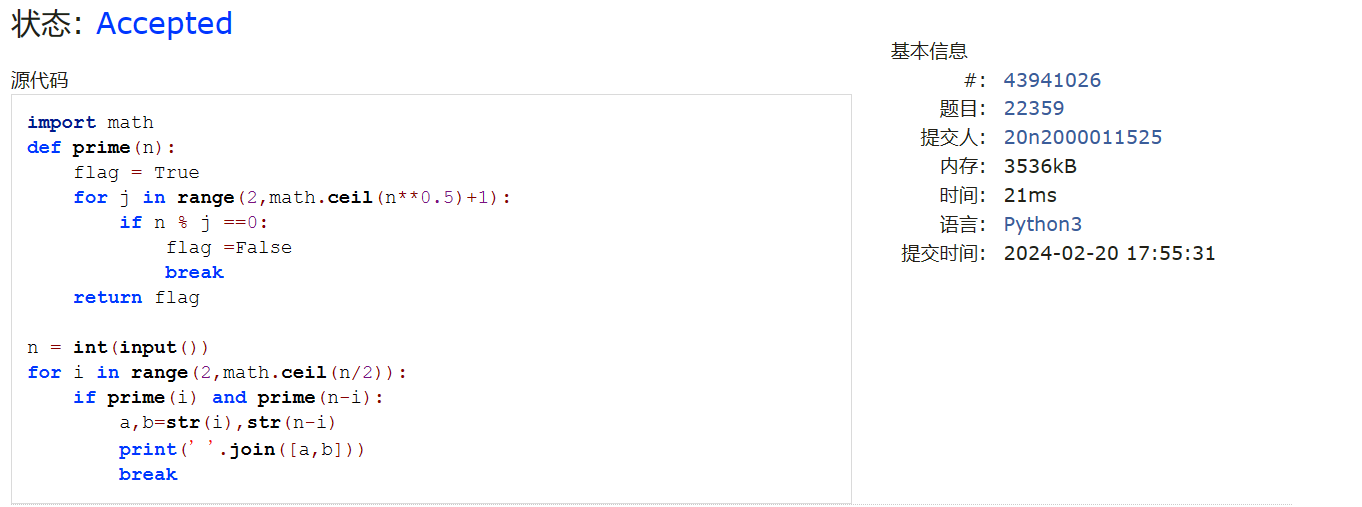 状态: Accepted
源代码
import math
def prime(n):
    flag = True
    for j in range(2,math.ceil(n**0.5)+1):
        if n % j ==0:
            flag =False
            break
    return flag
n = int(input())
for i in range(2,math.ceil(n/2)):
    if prime(i) and prime(n-i):
        a,b=str(i),str(n-i)
        print(' '.join([a,b]))
        break
基本信息
#: 43941026
题目: 22359
提交人: 20n2000011525
内存: 3536kB
时间: 21ms
语言: Python3
提交时间: 2024-02-20 17:55:31